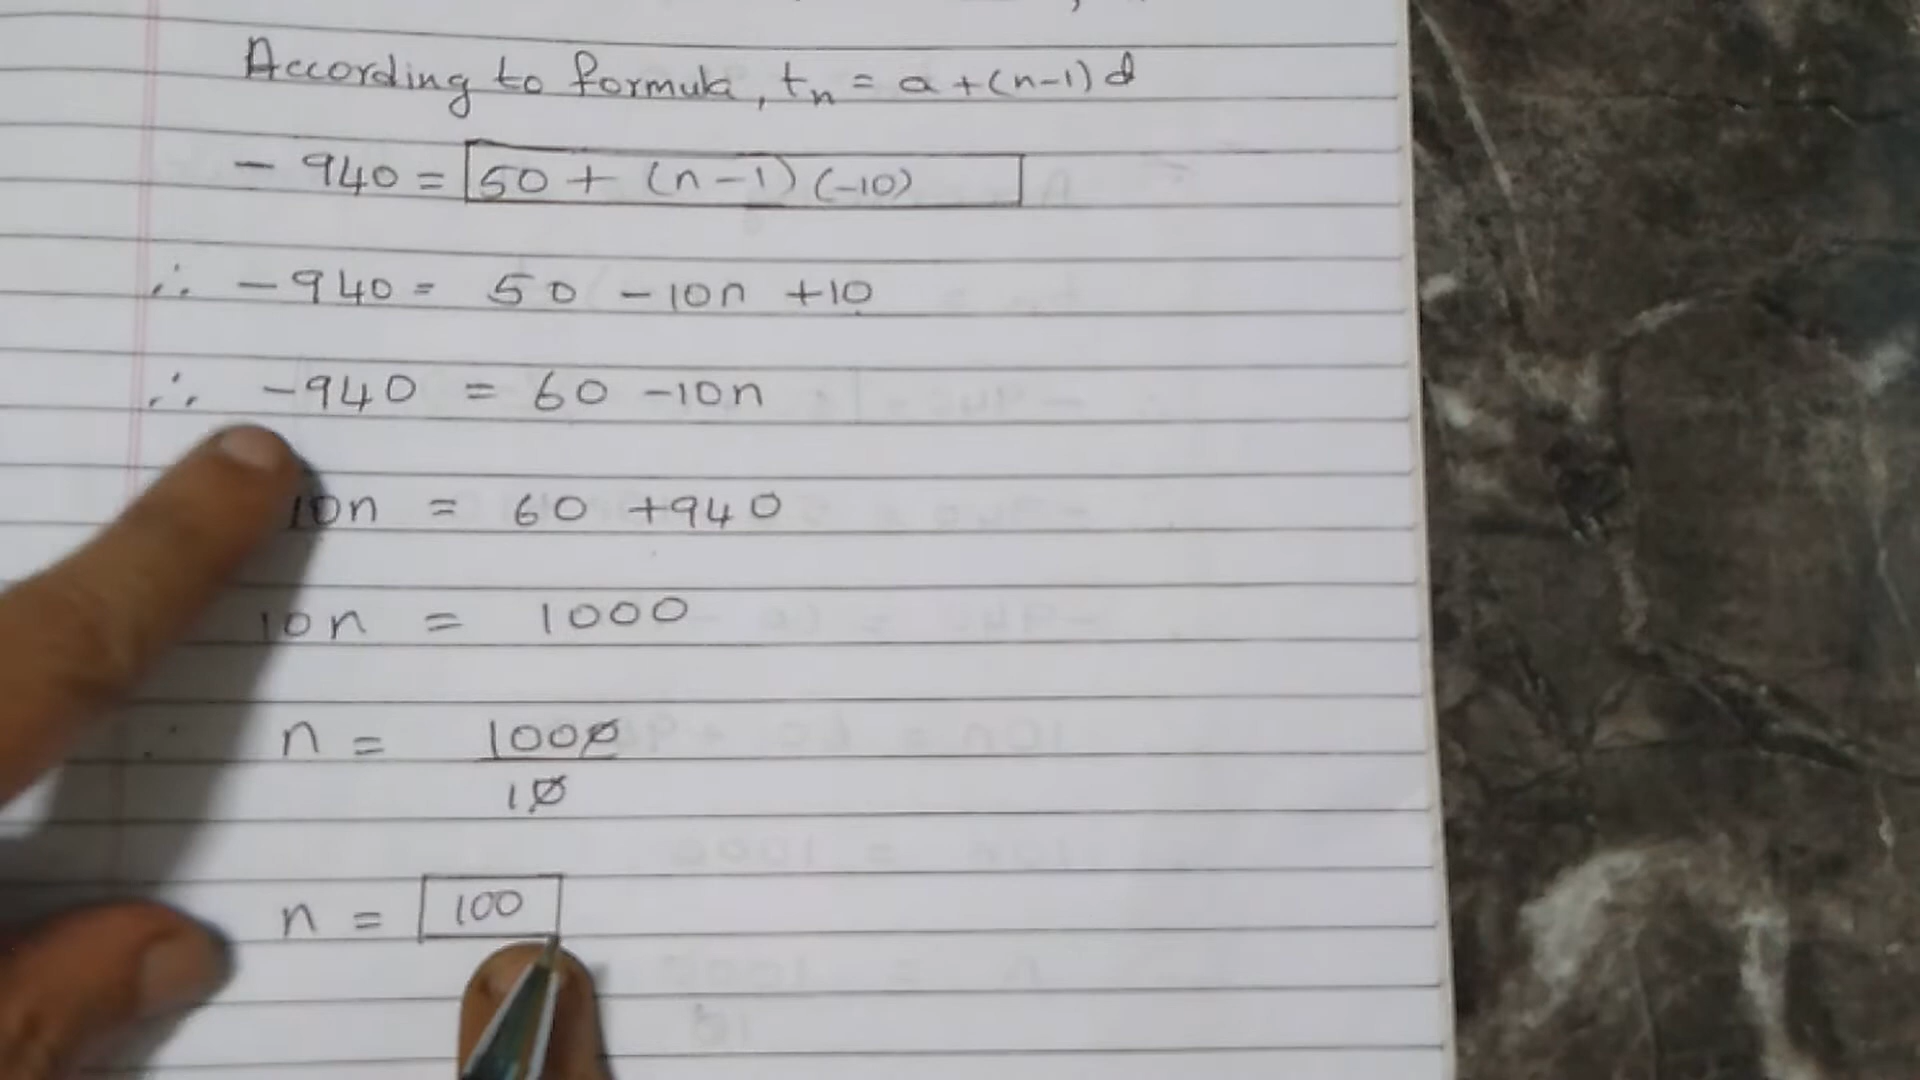 According to formula, tn = a + (n-1) d
- 940 = 50 + (n-1) (-10)
∴ -940 = 50 -10n +10
∴ -940 = 60 -10n
10n = 60 +940
10n = 1000
∴ n = 1000
10
n = 100